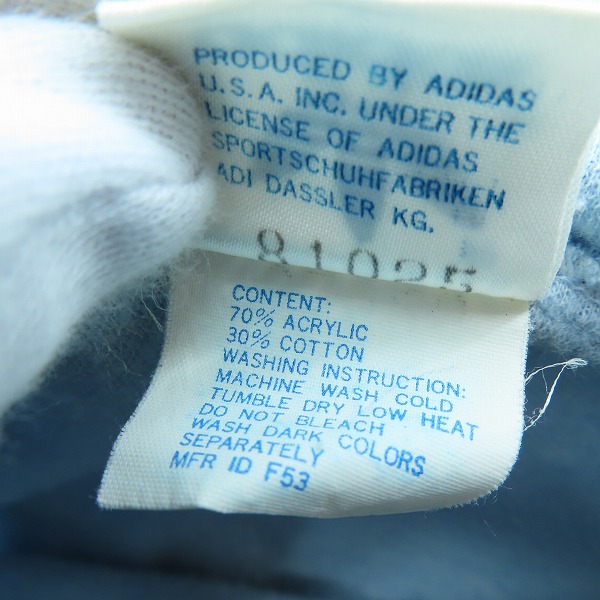 PRODUCED BY ADIDAS
U.S.A. INC. UNDER THE
LICENSE OF ADIDAS
SPORTSCHUHFABRIKEN
ADI DASSLER KG.
81025
CONTENT:
70% ACRYLIC
30% COTTON
WASHING INSTRUCTION:
MACHINE WASH COLD
TUMBLE DRY LOW HEAT
DO NOT BLEACH
WASH DARK COLORS
SEPARATELY
MFR ID F53